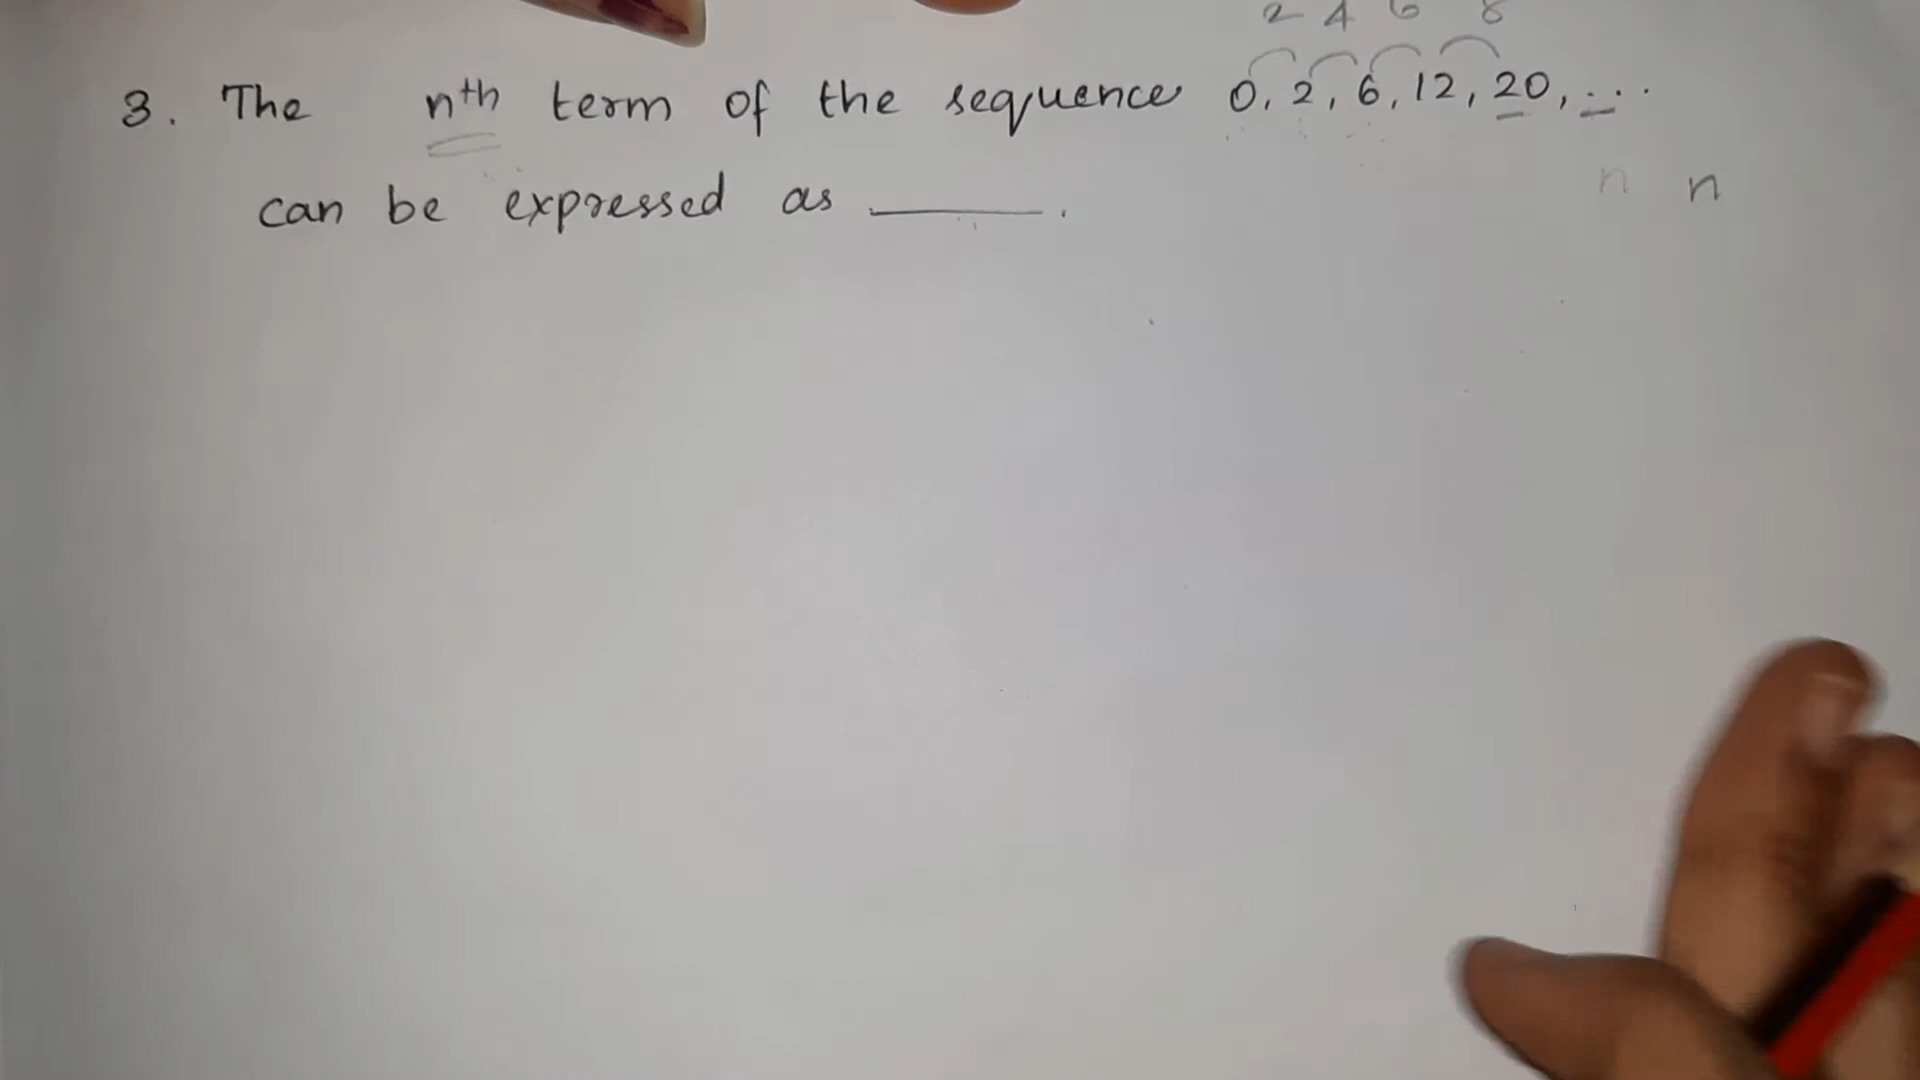 2 4 6 8
3. The nth term of the sequence 0, 2, 6, 12, 20, ...
n n
can be expressed as ______.